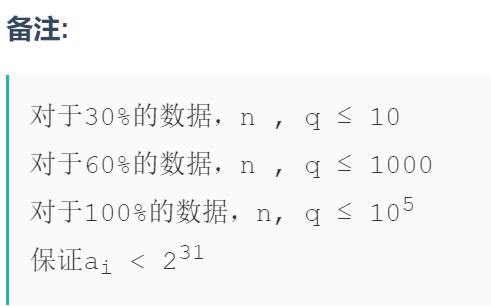 备注:
对于30%的数据，n , q ≤ 10
对于60%的数据，n , q ≤ 1000
对于100%的数据，n, q ≤ 10⁵
保证aᵢ < 2³¹